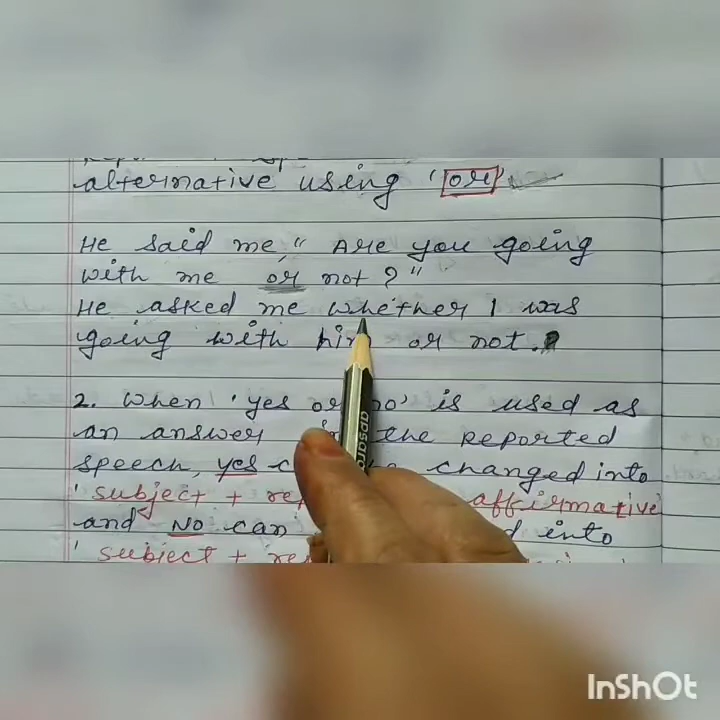 alternative using 'or'
He said me, " Are you going
with me or not ? "
He asked me whether I was
going with him or not.
2. When 'yes or no' is used as
an answer in the reported
speech, yes changed into
'subject + affirmative
and No can into
'subject +
apsara
InShOt